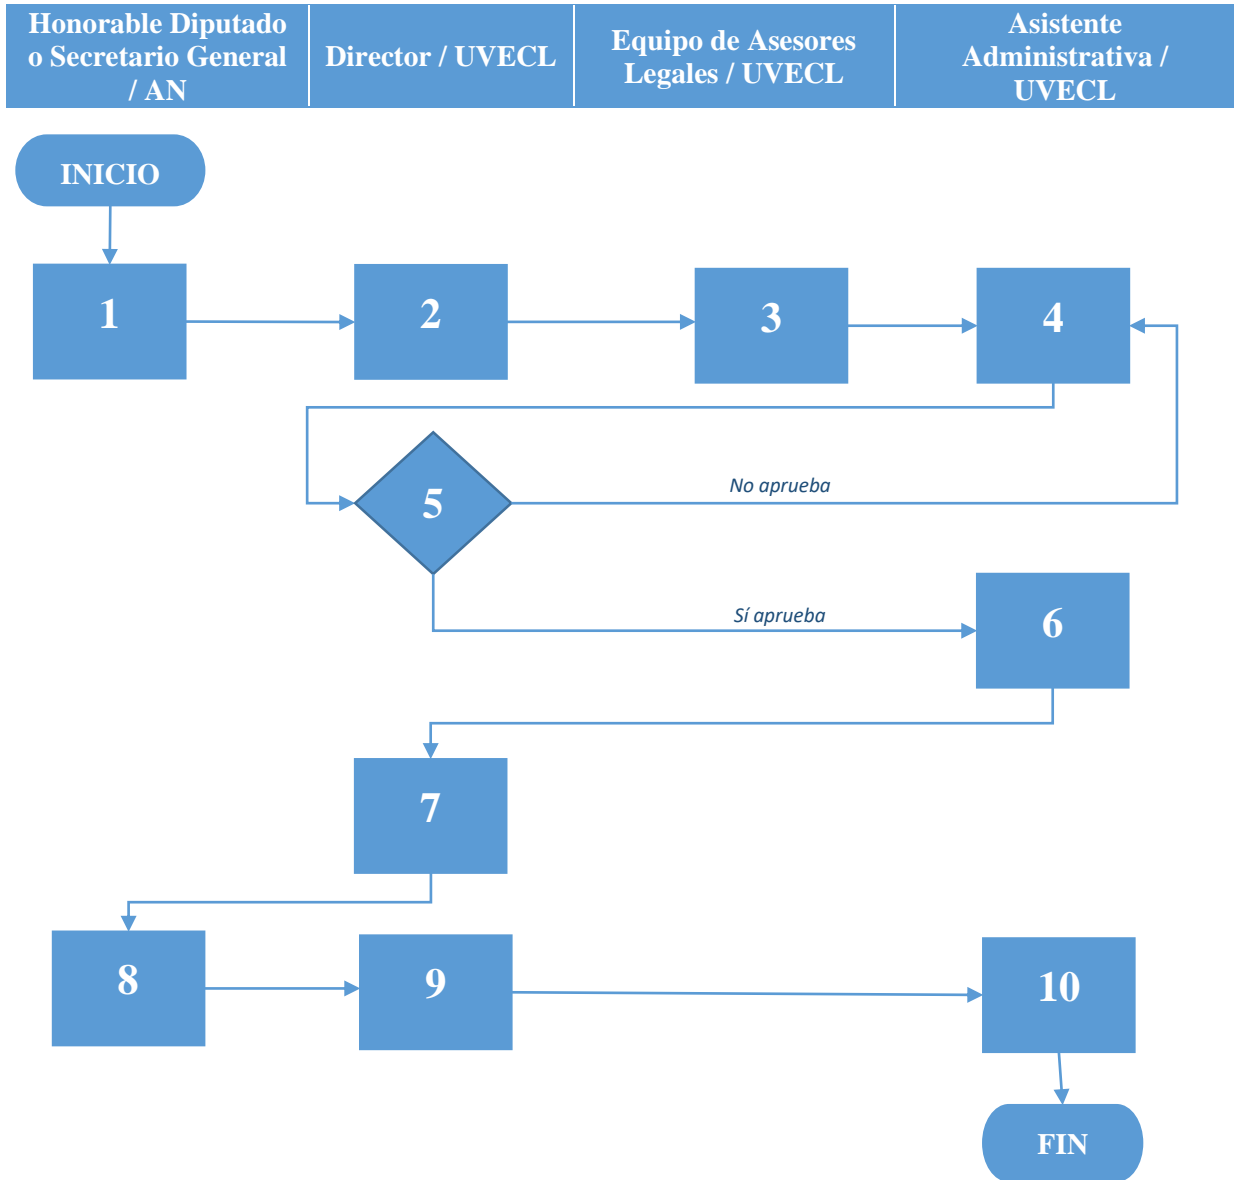 Honorable Diputado
o Secretario General
/ AN
Director / UVECL
Equipo de Asesores
Legales / UVECL
Asistente
Administrativa /
UVECL
INICIO
1
2
3
4
5
No aprueba
Sí aprueba
6
7
8
9
10
FIN